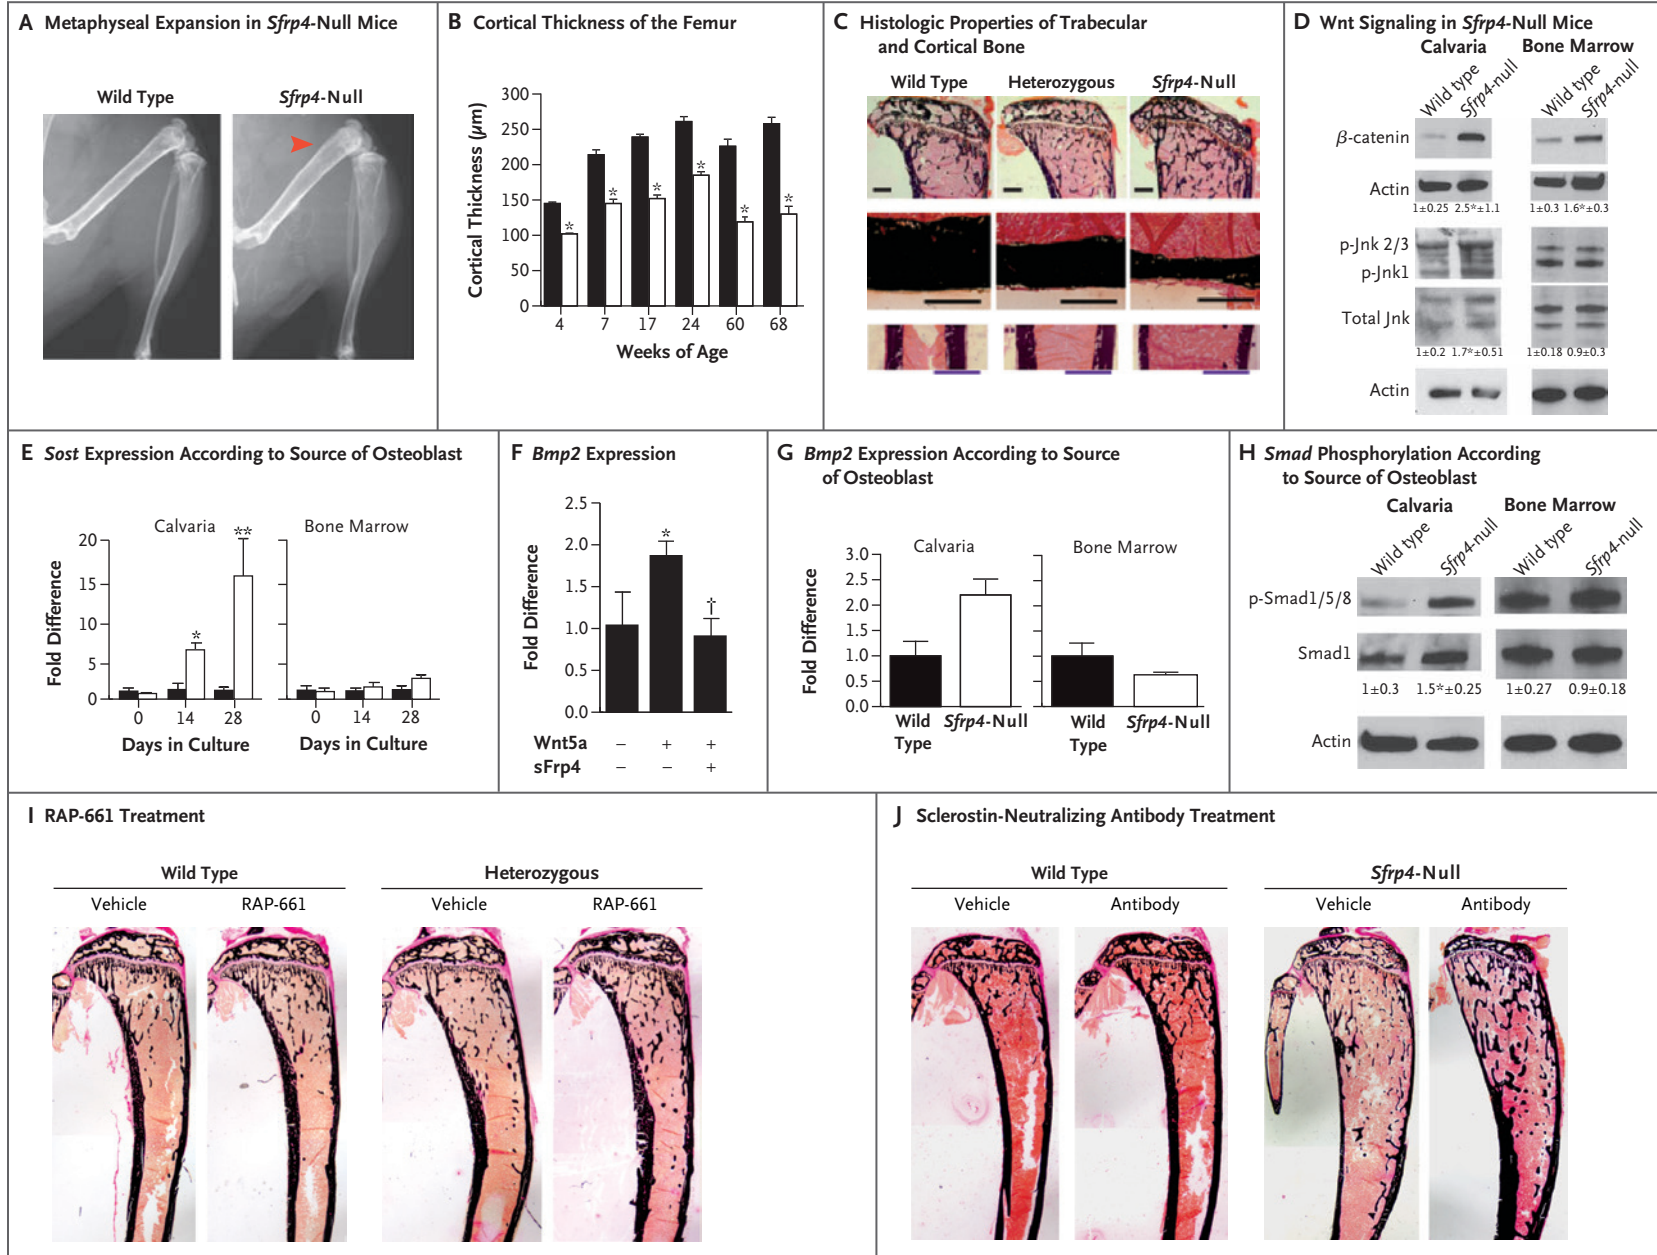 A Metaphyseal Expansion in Sfrp4-Null Mice
Wild Type
Sfrp4-Null
B Cortical Thickness of the Femur
Cortical Thickness (µm)
300
250
200
150
100
50
0
*
*
*
*
*
*
4 7 17 24 60 68
Weeks of Age
C Histologic Properties of Trabecular
and Cortical Bone
Wild Type Heterozygous Sfrp4-Null
D Wnt Signaling in Sfrp4-Null Mice
Calvaria Bone Marrow
Wild type Sfrp4-null Wild type Sfrp4-null
β-catenin
Actin
1±0.25 2.5*±1.1 1±0.3 1.6*±0.3
p-Jnk 2/3
p-Jnk1
Total Jnk
1±0.2 1.7*±0.51 1±0.18 0.9±0.3
Actin
E Sost Expression According to Source of Osteoblast
Calvaria Bone Marrow
Fold Difference
20
15
10
5
0
*
**
0 14 28 0 14 28
Days in Culture Days in Culture
F Bmp2 Expression
Fold Difference
2.5
2.0
1.5
1.0
0.5
0.0
*
†
Wnt5a – + +
sFrp4 – – +
G Bmp2 Expression According to Source
of Osteoblast
Calvaria Bone Marrow
Fold Difference
3.0
2.5
2.0
1.5
1.0
0.5
0.0
Wild Type
Sfrp4-Null
Wild Type
Sfrp4-Null
H Smad Phosphorylation According
to Source of Osteoblast
Calvaria Bone Marrow
Wild type Sfrp4-null Wild type Sfrp4-null
p-Smad1/5/8
Smad1
1±0.3 1.5*±0.25 1±0.27 0.9±0.18
Actin
I RAP-661 Treatment
Wild Type Heterozygous
Vehicle RAP-661 Vehicle RAP-661
J Sclerostin-Neutralizing Antibody Treatment
Wild Type Sfrp4-Null
Vehicle Antibody Vehicle Antibody